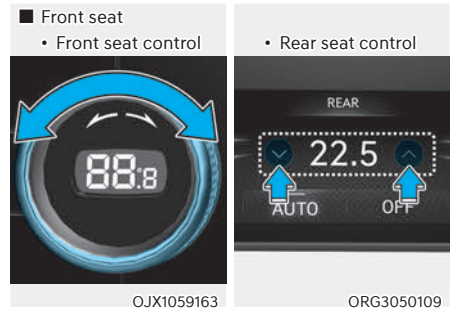 ■ Front seat
• Front seat control
• Rear seat control
88.8
REAR
22.5
AUTO
OFF
OJX1059163
ORG3050109